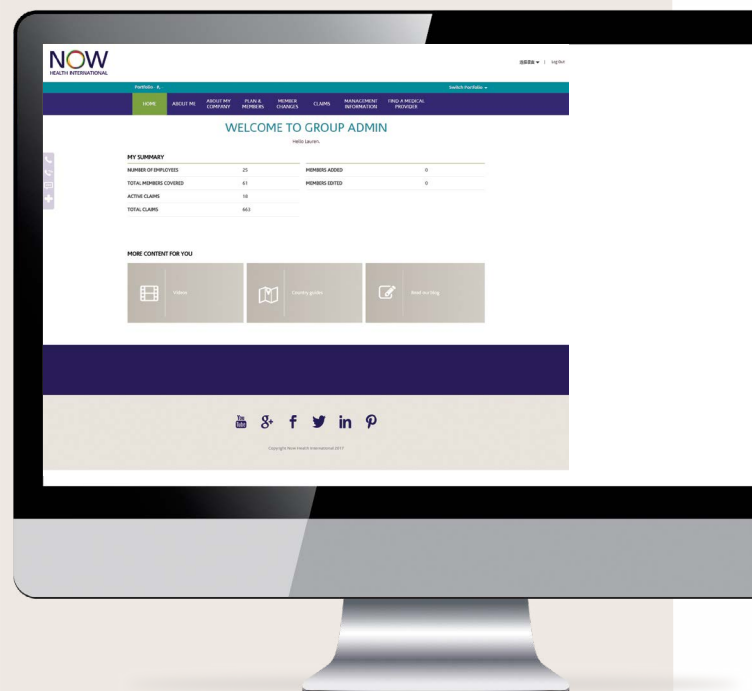 NOW
HEALTH INTERNATIONAL
Log Out
Portfolio - K.
Switch Portfolio
HOME
ABOUT ME
ABOUT MY COMPANY
PLAN & MEMBERS
MEMBER CHANGES
CLAIMS
MANAGEMENT INFORMATION
FIND A MEDICAL PROVIDER
WELCOME TO GROUP ADMIN
Hello Lauren.
MY SUMMARY
NUMBER OF EMPLOYEES 25 MEMBERS ADDED 0
TOTAL MEMBERS COVERED 61 MEMBERS EDITED 0
ACTIVE CLAIMS 18
TOTAL CLAIMS 663
MORE CONTENT FOR YOU
Videos
Country guides
Read our blog
You
Tube
Copyright Now Health International 2017